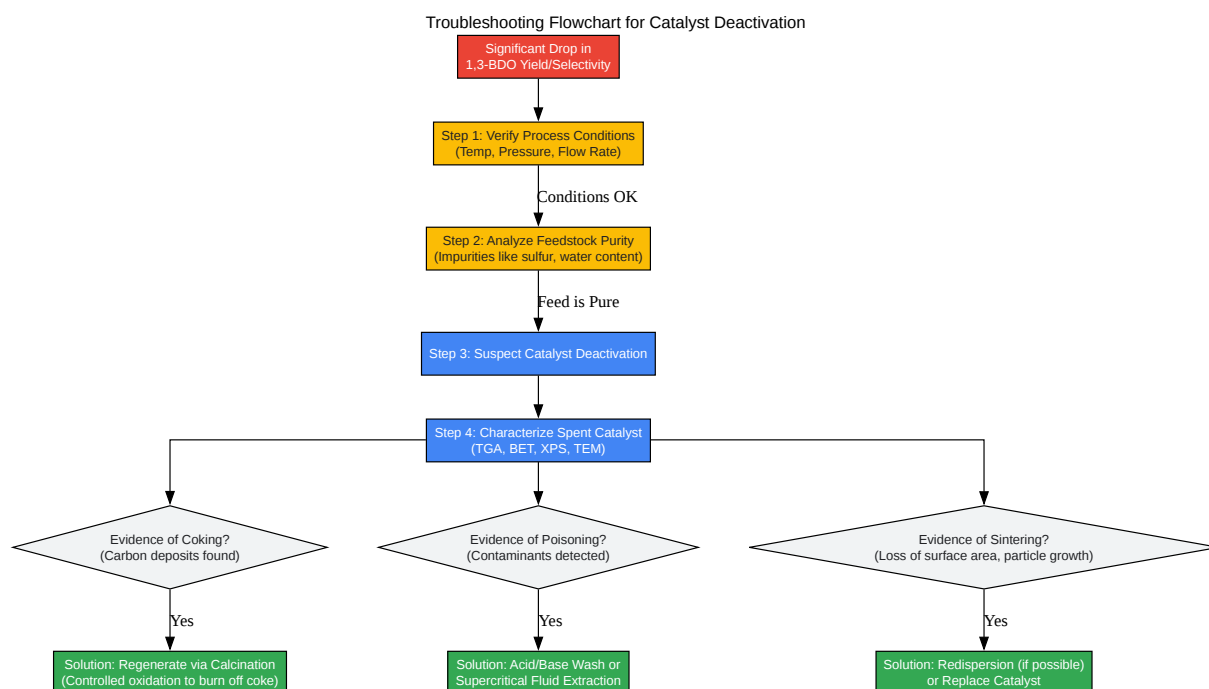 Troubleshooting Flowchart for Catalyst Deactivation
Significant Drop in
1,3-BDO Yield/Selectivity
Step 1: Verify Process Conditions
(Temp, Pressure, Flow Rate)
Conditions OK
Step 2: Analyze Feedstock Purity
(Impurities like sulfur, water content)
Feed is Pure
Step 3: Suspect Catalyst Deactivation
Step 4: Characterize Spent Catalyst
(TGA, BET, XPS, TEM)
Evidence of Coking?
(Carbon deposits found)
Evidence of Poisoning?
(Contaminants detected)
Evidence of Sintering?
(Loss of surface area, particle growth)
Yes
Yes
Yes
Solution: Regenerate via Calcination
(Controlled oxidation to burn off coke)
Solution: Acid/Base Wash or
Supercritical Fluid Extraction
Solution: Redispersion (if possible)
or Replace Catalyst